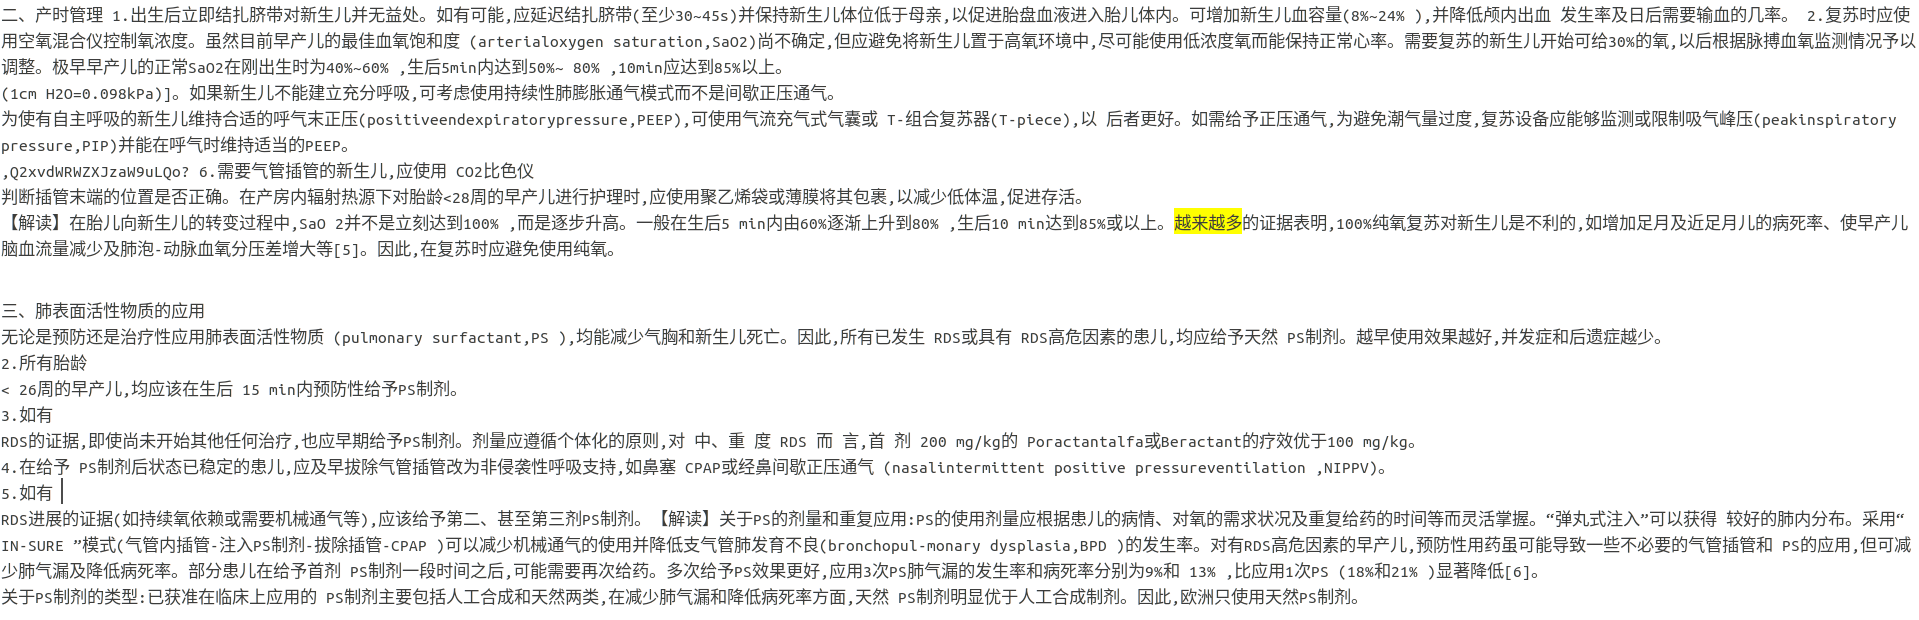 二、产时管理 1.出生后立即结扎脐带对新生儿并无益处。如有可能,应延迟结扎脐带(至少30~45s)并保持新生儿体位低于母亲,以促进胎盘血液进入胎儿体内。可增加新生儿血容量(8%~24% ),并降低颅内出血 发生率及日后需要输血的几率。 2.复苏时应使
用空氧混合仪控制氧浓度。虽然目前早产儿的最佳血氧饱和度 (arterialoxygen saturation,SaO2)尚不确定,但应避免将新生儿置于高氧环境中,尽可能使用低浓度氧而能保持正常心率。需要复苏的新生儿开始可给30%的氧,以后根据脉搏血氧监测情况予以
调整。极早早产儿的正常SaO2在刚出生时为40%~60% ,生后5min内达到50%~ 80% ,10min应达到85%以上。
(1cm H2O=0.098kPa)]。如果新生儿不能建立充分呼吸,可考虑使用持续性肺膨胀通气模式而不是间歇正压通气。
为使有自主呼吸的新生儿维持合适的呼气末正压(positiveendexpiratorypressure,PEEP),可使用气流充气式气囊或 T-组合复苏器(T-piece),以 后者更好。如需给予正压通气,为避免潮气量过度,复苏设备应能够监测或限制吸气峰压(peakinspiratory
pressure,PIP)并能在呼气时维持适当的PEEP。
,Q2xvdWRWZXJzaW9uLQo? 6.需要气管插管的新生儿,应使用 CO2比色仪
判断插管末端的位置是否正确。在产房内辐射热源下对胎龄<28周的早产儿进行护理时,应使用聚乙烯袋或薄膜将其包裹,以减少低体温,促进存活。
【解读】在胎儿向新生儿的转变过程中,SaO 2并不是立刻达到100% ,而是逐步升高。一般在生后5 min内由60%逐渐上升到80% ,生后10 min达到85%或以上。越来越多的证据表明,100%纯氧复苏对新生儿是不利的,如增加足月及近足月儿的病死率、使早产儿
脑血流量减少及肺泡-动脉血氧分压差增大等[5]。因此,在复苏时应避免使用纯氧。
三、肺表面活性物质的应用
无论是预防还是治疗性应用肺表面活性物质 (pulmonary surfactant,PS ),均能减少气胸和新生儿死亡。因此,所有已发生 RDS或具有 RDS高危因素的患儿,均应给予天然 PS制剂。越早使用效果越好,并发症和后遗症越少。
2.所有胎龄
< 26周的早产儿,均应该在生后 15 min内预防性给予PS制剂。
3.如有
RDS的证据,即使尚未开始其他任何治疗,也应早期给予PS制剂。剂量应遵循个体化的原则,对 中、重 度 RDS 而 言,首 剂 200 mg/kg的 Poractantalfa或Beractant的疗效优于100 mg/kg。
4.在给予 PS制剂后状态已稳定的患儿,应及早拔除气管插管改为非侵袭性呼吸支持,如鼻塞 CPAP或经鼻间歇正压通气 (nasalintermittent positive pressureventilation ,NIPPV)。
5.如有
RDS进展的证据(如持续氧依赖或需要机械通气等),应该给予第二、甚至第三剂PS制剂。【解读】关于PS的剂量和重复应用:PS的使用剂量应根据患儿的病情、对氧的需求状况及重复给药的时间等而灵活掌握。“弹丸式注入”可以获得 较好的肺内分布。采用“
IN-SURE ”模式(气管内插管-注入PS制剂-拔除插管-CPAP )可以减少机械通气的使用并降低支气管肺发育不良(bronchopul-monary dysplasia,BPD )的发生率。对有RDS高危因素的早产儿,预防性用药虽可能导致一些不必要的气管插管和 PS的应用,但可减
少肺气漏及降低病死率。部分患儿在给予首剂 PS制剂一段时间之后,可能需要再次给药。多次给予PS效果更好,应用3次PS肺气漏的发生率和病死率分别为9%和 13% ,比应用1次PS (18%和21% )显著降低[6]。
关于PS制剂的类型:已获准在临床上应用的 PS制剂主要包括人工合成和天然两类,在减少肺气漏和降低病死率方面,天然 PS制剂明显优于人工合成制剂。因此,欧洲只使用天然PS制剂。